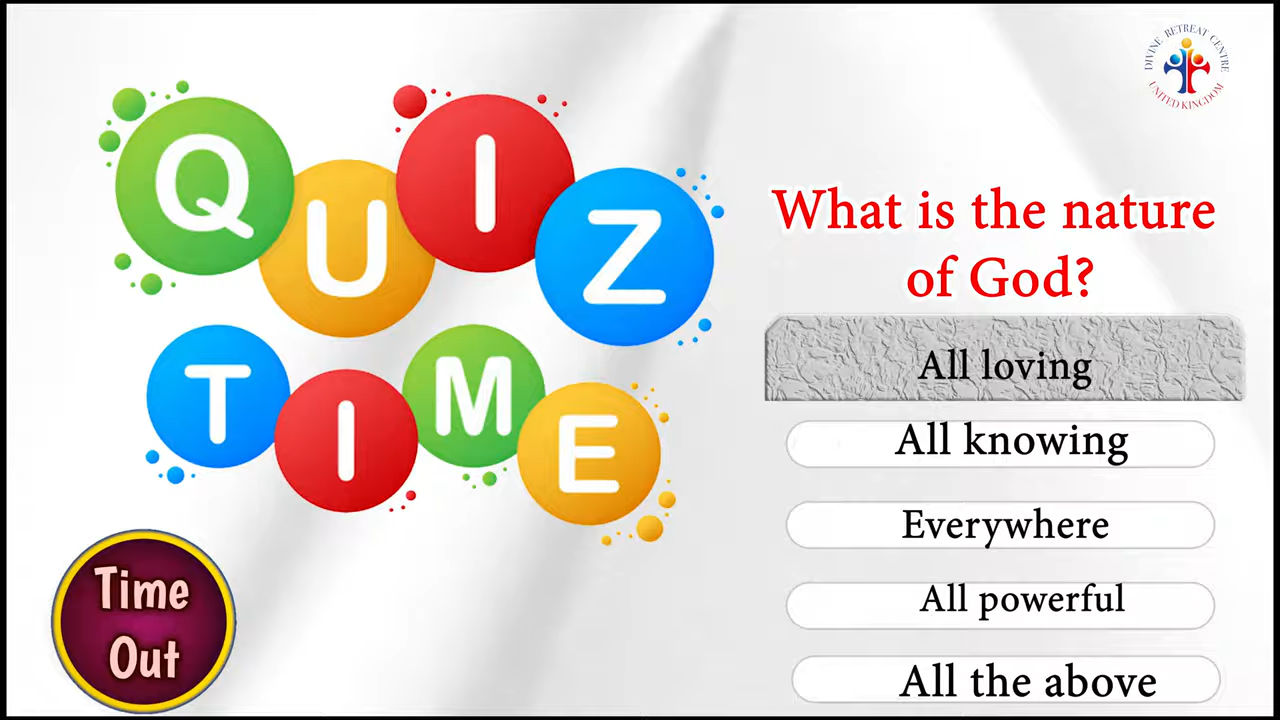 DIVINE RETREAT CENTRE
UNITED KINGDOM
QUIZ
TIME
What is the nature
of God?
All loving
All knowing
Everywhere
All powerful
All the above
Time
Out